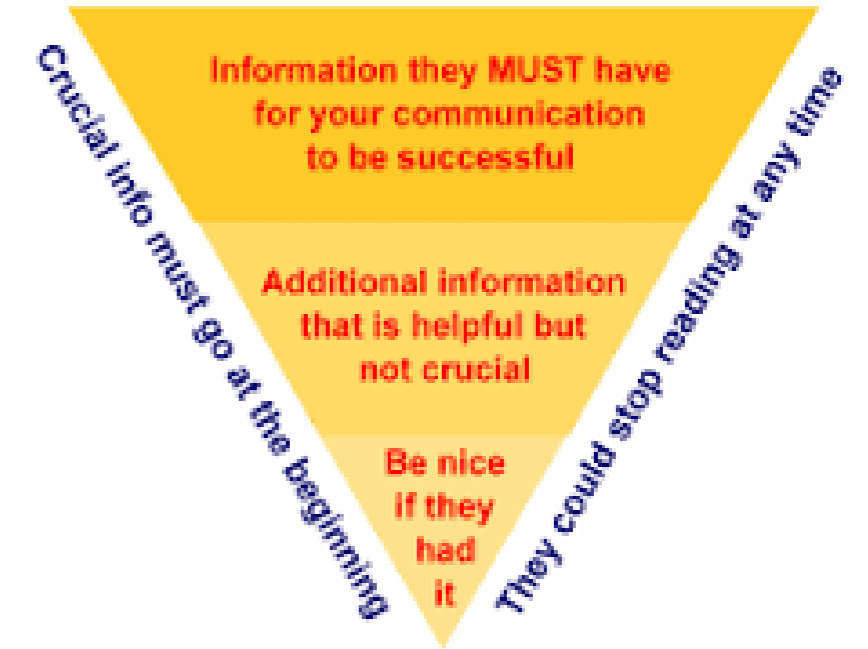 Information they MUST have
for your communication
to be successful
Additional information
that is helpful but
not crucial
Be nice
if they
had
it
Crucial info must go at the beginning
They could stop reading at any time